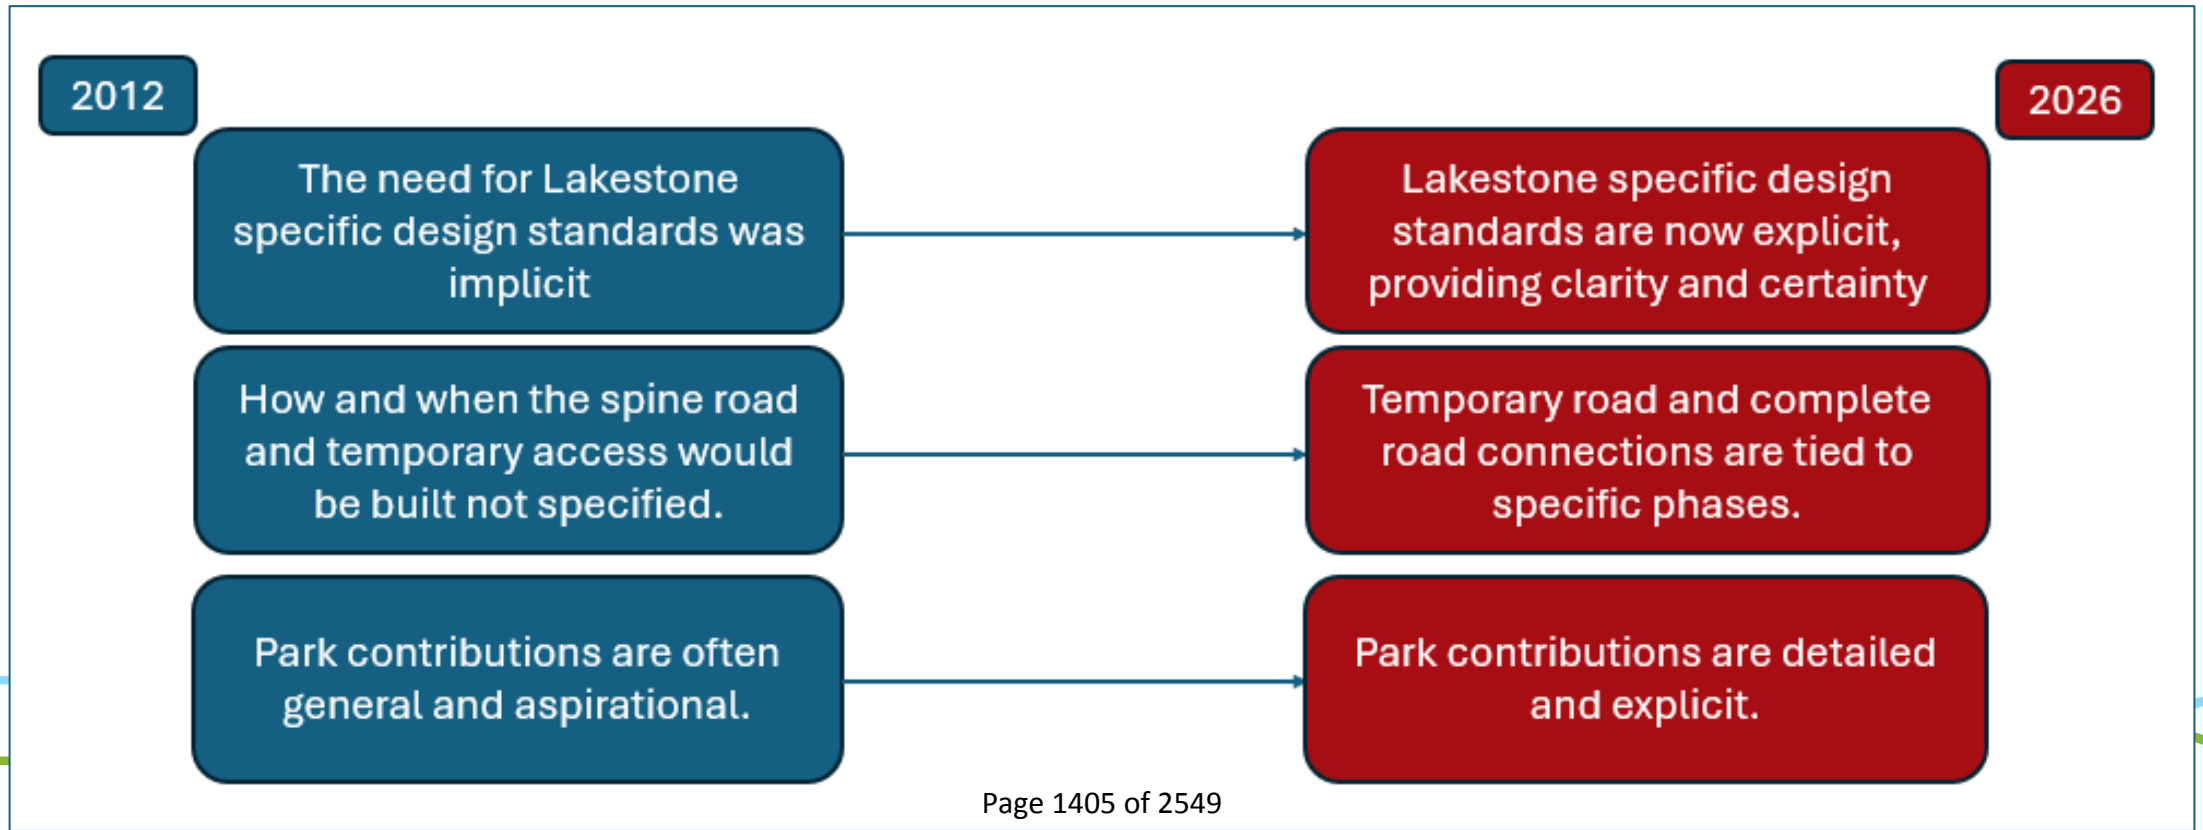 2012
2026
The need for Lakestone
specific design standards was
implicit
Lakestone specific design
standards are now explicit,
providing clarity and certainty
How and when the spine road
and temporary access would
be built not specified.
Temporary road and complete
road connections are tied to
specific phases.
Park contributions are often
general and aspirational.
Park contributions are detailed
and explicit.
Page 1405 of 2549